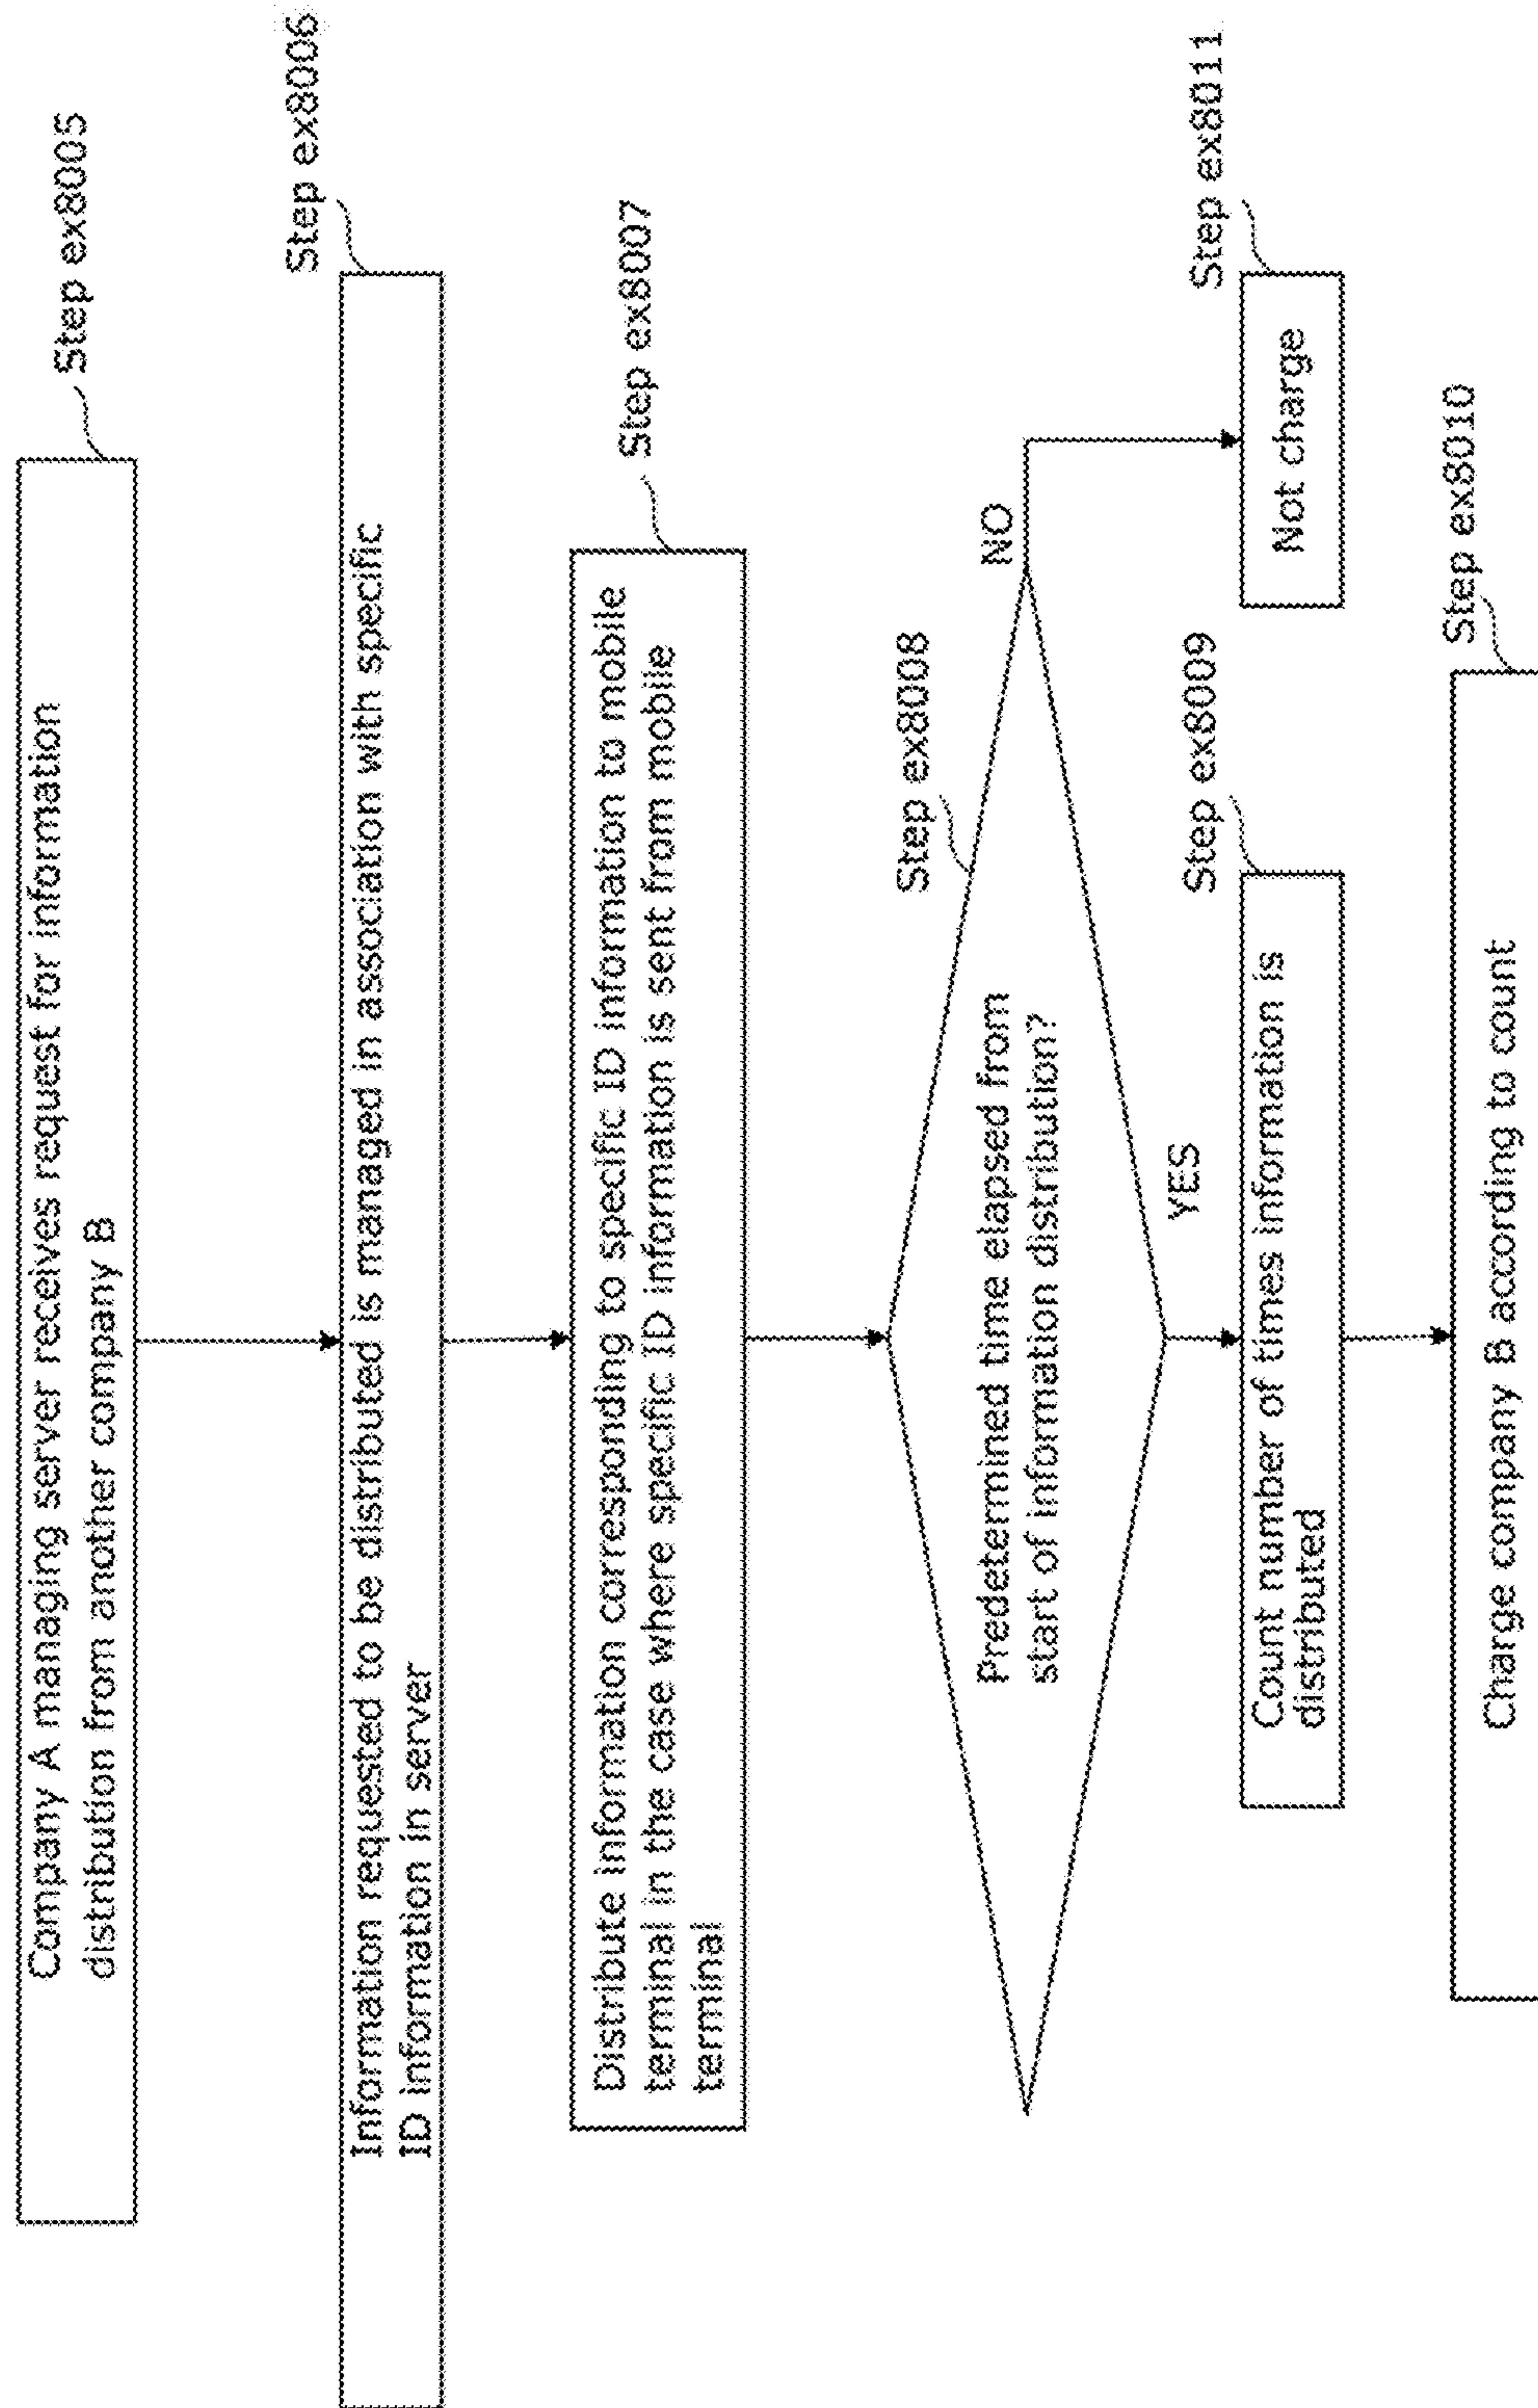 Company A managing server receives request for information
distribution from another company B
Step ex8005
Information requested to be distributed is managed in association with specific
ID information in server
Step ex8006
Distribute information corresponding to specific ID information to mobile
terminal in the case where specific ID information is sent from mobile
terminal
Step ex8007
Predetermined time elapsed from
start of information distribution?
Step ex8008
NO
YES
Count number of times information is
distributed
Step ex8009
Not charge
Step ex8011
Charge company B according to count
Step ex8010